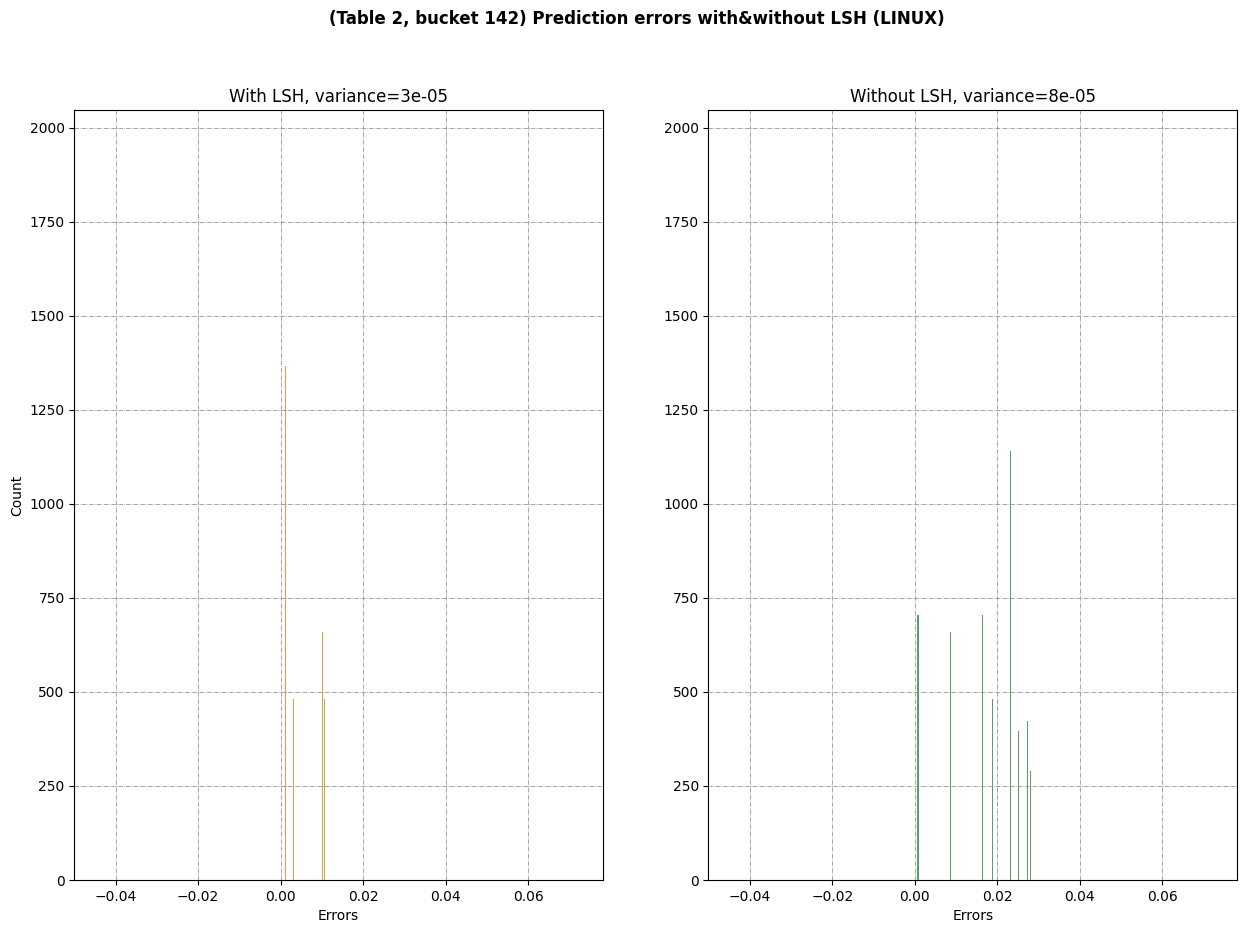 (Table 2, bucket 142) Prediction errors with&without LSH (LINUX)
With LSH, variance=3e-05
2000
1750
1500
1250
1000
750
500
250
0
Count
−0.04 −0.02 0.00 0.02 0.04 0.06
Errors
Without LSH, variance=8e-05
2000
1750
1500
1250
1000
750
500
250
0
−0.04 −0.02 0.00 0.02 0.04 0.06
Errors